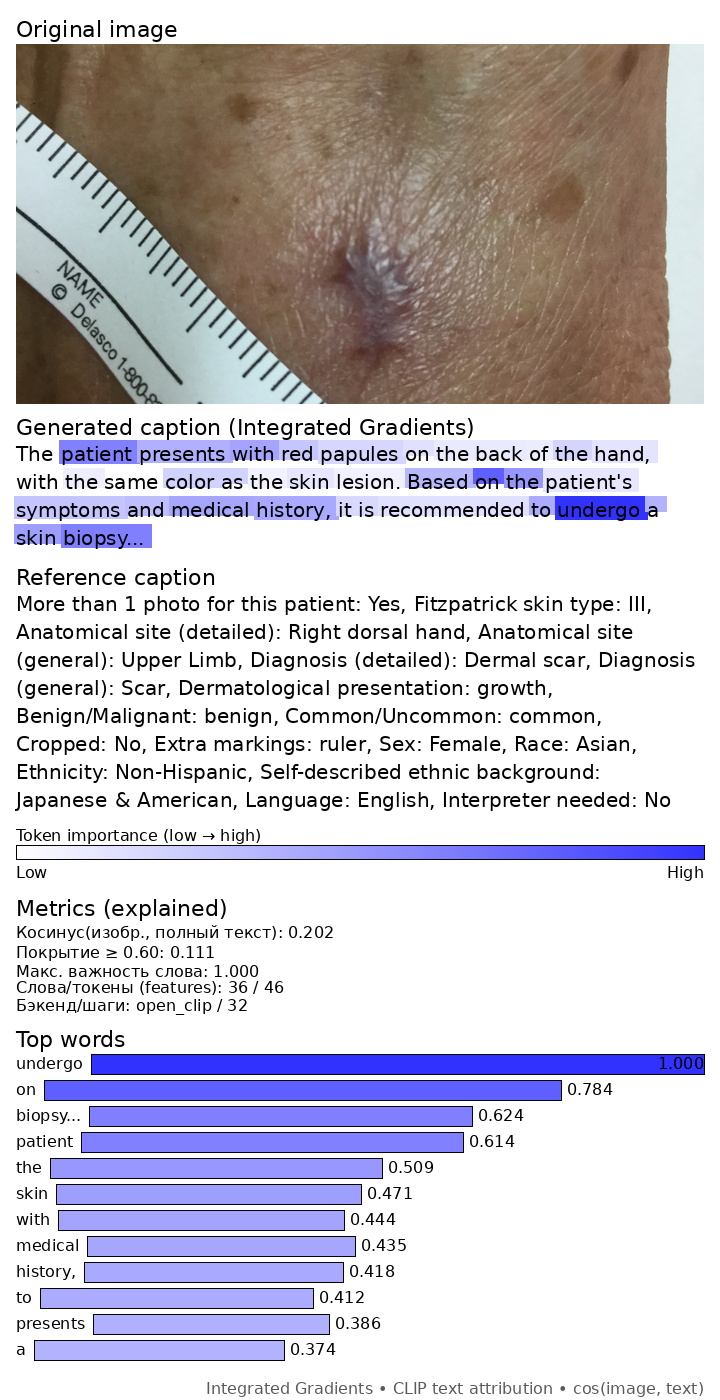 Original image
NAME
© Delasco 1-800-8
Generated caption (Integrated Gradients)
The patient presents with red papules on the back of the hand,
with the same color as the skin lesion. Based on the patient's
symptoms and medical history, it is recommended to undergo a
skin biopsy...
Reference caption
More than 1 photo for this patient: Yes, Fitzpatrick skin type: III,
Anatomical site (detailed): Right dorsal hand, Anatomical site
(general): Upper Limb, Diagnosis (detailed): Dermal scar, Diagnosis
(general): Scar, Dermatological presentation: growth,
Benign/Malignant: benign, Common/Uncommon: common,
Cropped: No, Extra markings: ruler, Sex: Female, Race: Asian,
Ethnicity: Non-Hispanic, Self-described ethnic background:
Japanese & American, Language: English, Interpreter needed: No
Token importance (low → high)
Low High
Metrics (explained)
Косинус(изобр., полный текст): 0.202
Покрытие ≥ 0.60: 0.111
Макс. важность слова: 1.000
Слова/токены (features): 36 / 46
Бэкенд/шаги: open_clip / 32
Top words
undergo 1.000
on 0.784
biopsy... 0.624
patient 0.614
the 0.509
skin 0.471
with 0.444
medical 0.435
history, 0.418
to 0.412
presents 0.386
a 0.374
Integrated Gradients • CLIP text attribution • cos(image, text)